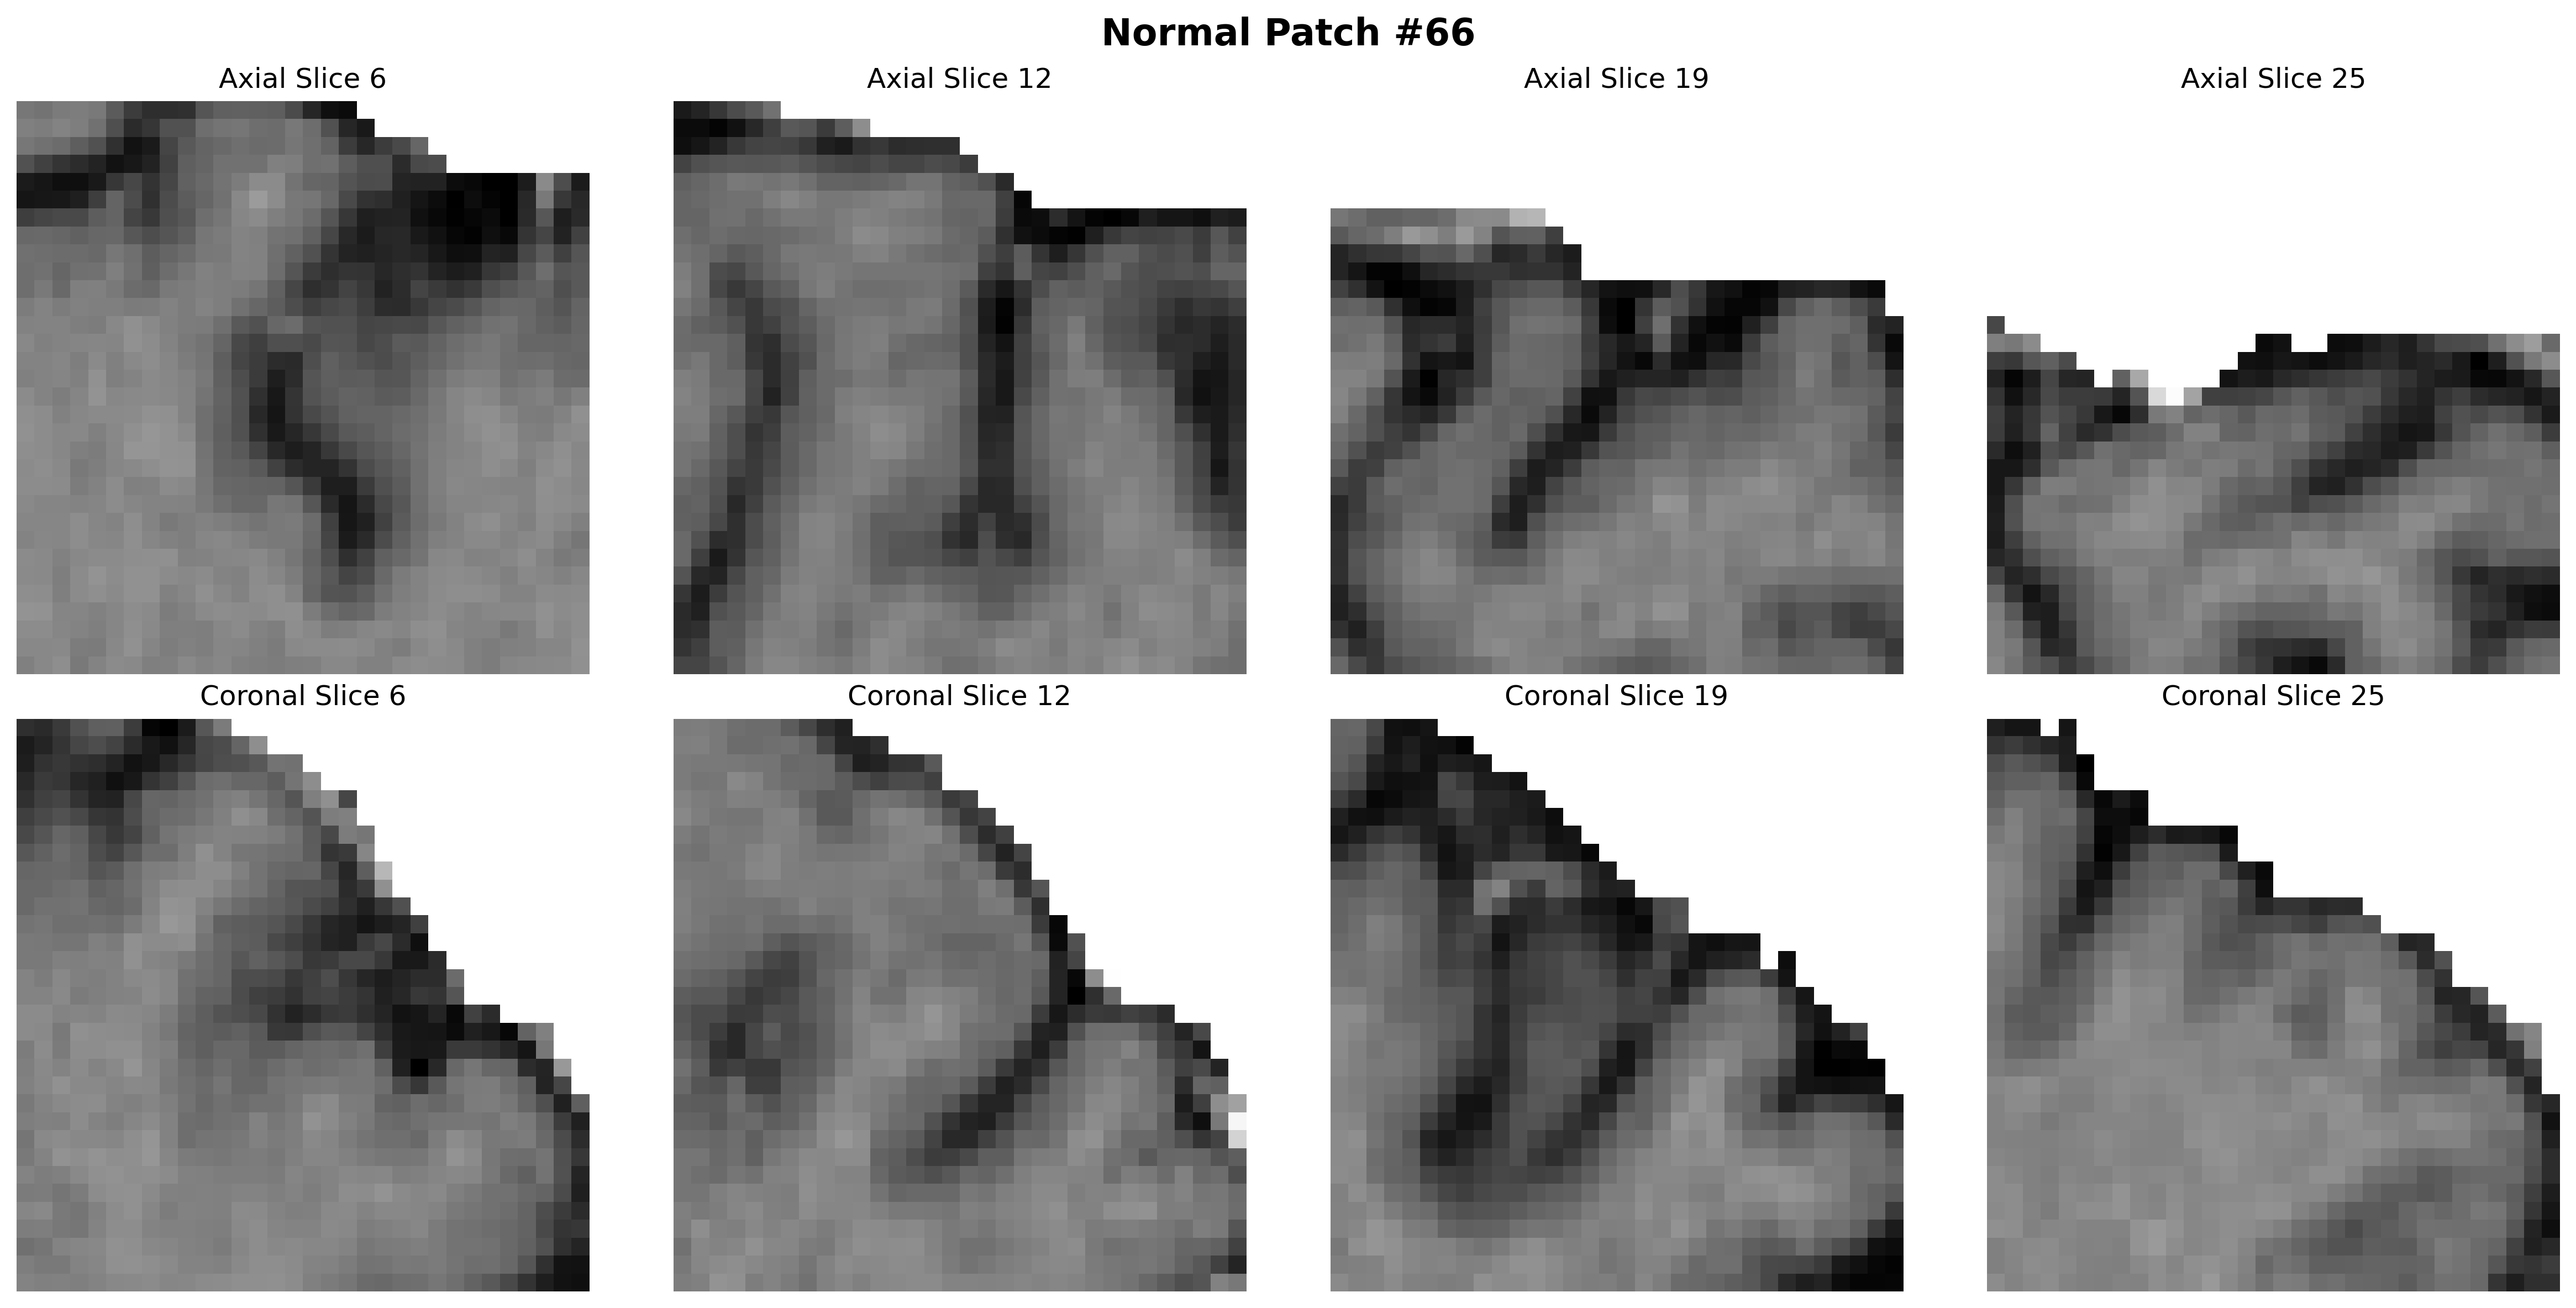 Normal Patch #66
Axial Slice 6
Axial Slice 12
Axial Slice 19
Axial Slice 25
Coronal Slice 6
Coronal Slice 12
Coronal Slice 19
Coronal Slice 25